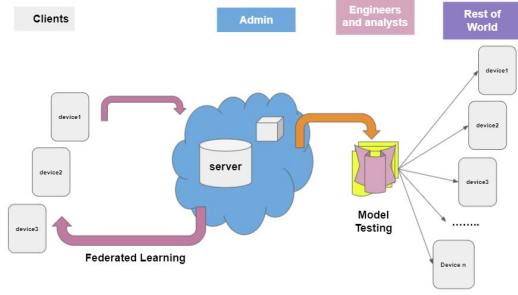 Clients
Admin
Engineers
and analysts
Rest of
World
device1
device2
device3
server
Federated Learning
Model
Testing
device1
device2
device3
........
Device n